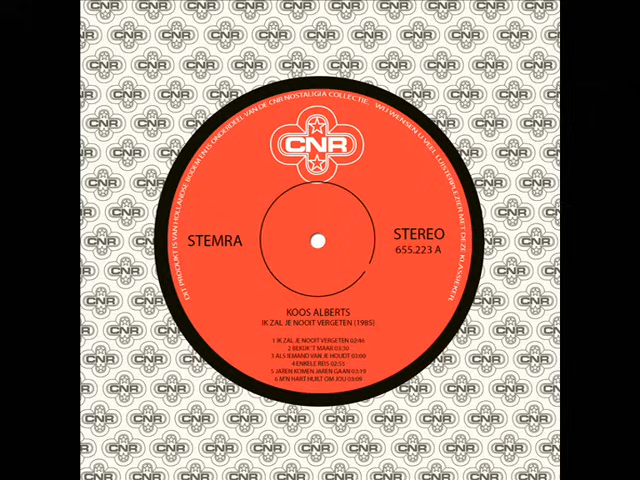 DIT PRODUKT IS VAN HOLLANDSE BODEM EN IS ONDERDEEL VAN DE CNR NOSTALIGIA COLLECTIE. WIJ WENSEN U VEEL LUISTERPLEZIER MET DEZE KLASSIEKER.
CNR
STEMRA
STEREO
655.223 A
KOOS ALBERTS
IK ZAL JE NOOIT VERGETEN (1985)
1 IK ZAL JE NOOIT VERGETEN 02:46
2 BEKIJK'T MAAR 03:30
3 ALS IEMAND VAN JE HOUDT 03:00
4 ENKELE REIS 02:55
5 JAREN KOMEN JAREN GAAN 03:19
6 M'N HART HUILT OM JOU 03:09